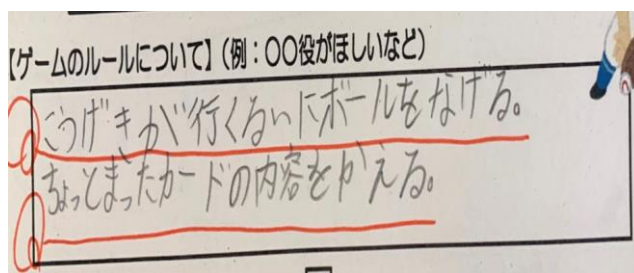 【ゲームのルールについて】(例：〇〇役がほしいなど)
こうげきが行くるいにボールをなげる。
ちょっとまったカードの内容をかえる。